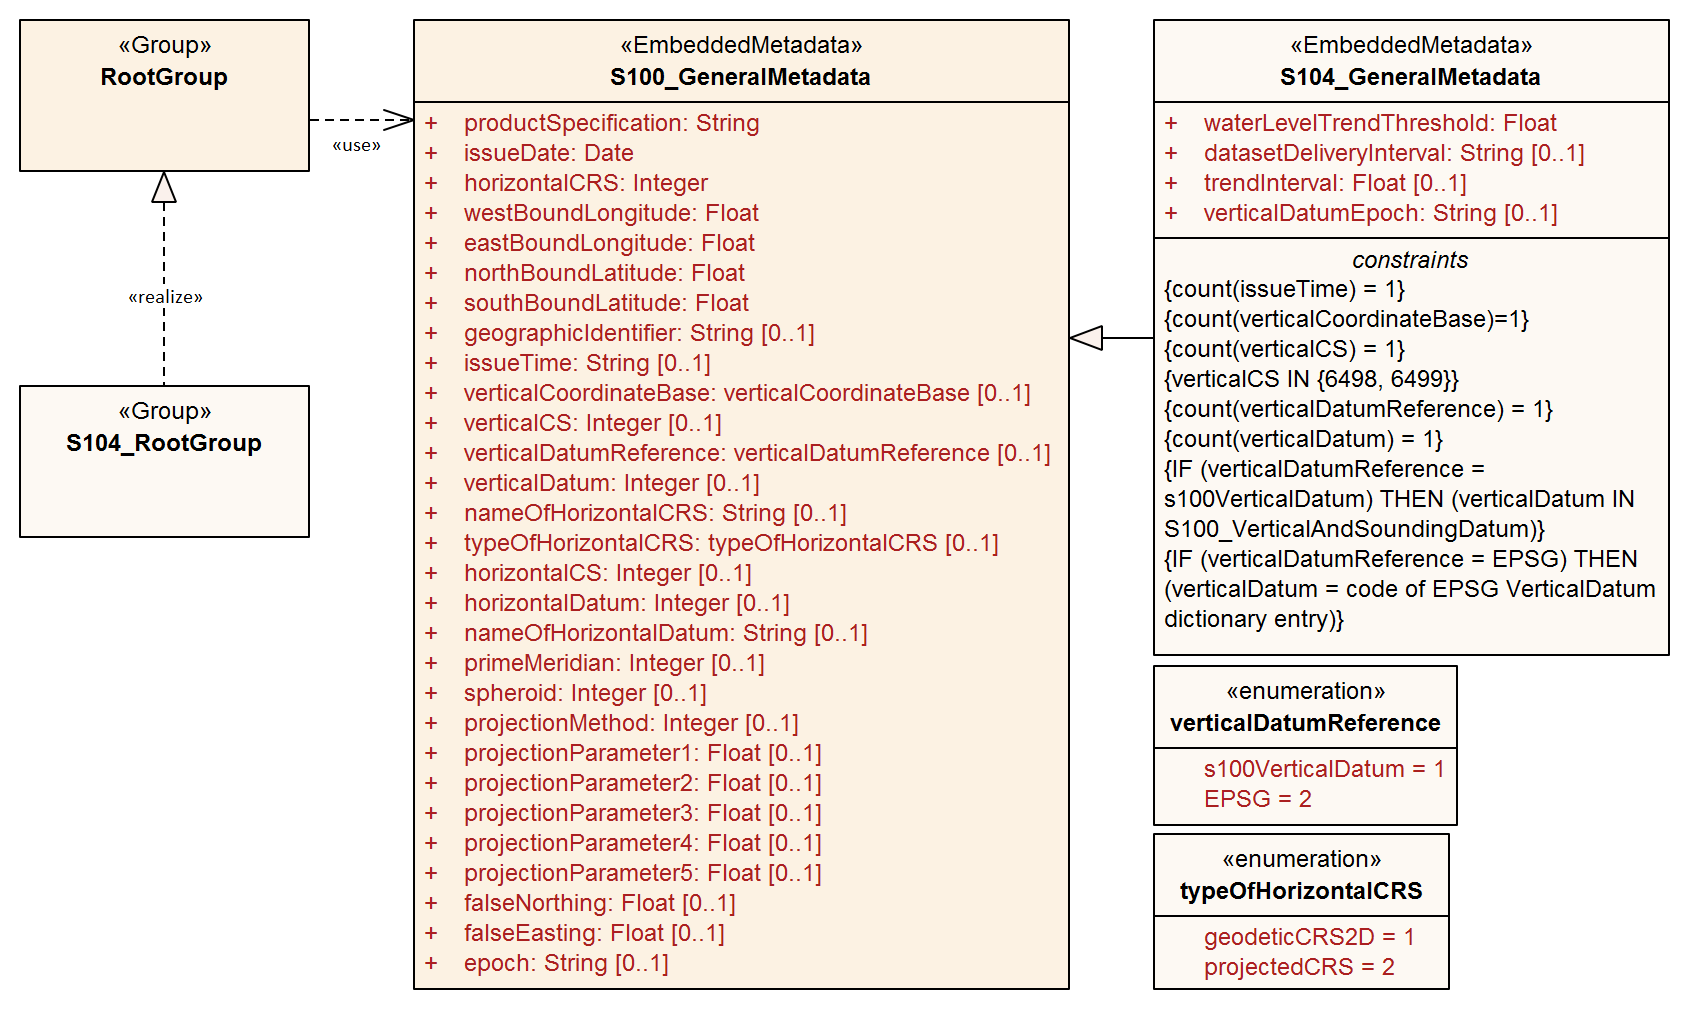 «Group»
RootGroup
«use»
«realize»
«Group»
S104_RootGroup
«EmbeddedMetadata»
S100_GeneralMetadata
+ productSpecification: String
+ issueDate: Date
+ horizontalCRS: Integer
+ westBoundLongitude: Float
+ eastBoundLongitude: Float
+ northBoundLatitude: Float
+ southBoundLatitude: Float
+ geographicIdentifier: String [0..1]
+ issueTime: String [0..1]
+ verticalCoordinateBase: verticalCoordinateBase [0..1]
+ verticalCS: Integer [0..1]
+ verticalDatumReference: verticalDatumReference [0..1]
+ verticalDatum: Integer [0..1]
+ nameOfHorizontalCRS: String [0..1]
+ typeOfHorizontalCRS: typeOfHorizontalCRS [0..1]
+ horizontalCS: Integer [0..1]
+ horizontalDatum: Integer [0..1]
+ nameOfHorizontalDatum: String [0..1]
+ primeMeridian: Integer [0..1]
+ spheroid: Integer [0..1]
+ projectionMethod: Integer [0..1]
+ projectionParameter1: Float [0..1]
+ projectionParameter2: Float [0..1]
+ projectionParameter3: Float [0..1]
+ projectionParameter4: Float [0..1]
+ projectionParameter5: Float [0..1]
+ falseNorthing: Float [0..1]
+ falseEasting: Float [0..1]
+ epoch: String [0..1]
«EmbeddedMetadata»
S104_GeneralMetadata
+ waterLevelTrendThreshold: Float
+ datasetDeliveryInterval: String [0..1]
+ trendInterval: Float [0..1]
+ verticalDatumEpoch: String [0..1]
constraints
{count(issueTime) = 1}
{count(verticalCoordinateBase)=1}
{count(verticalCS) = 1}
{verticalCS IN {6498, 6499}}
{count(verticalDatumReference) = 1}
{count(verticalDatum) = 1}
{IF (verticalDatumReference =
s100VerticalDatum) THEN (verticalDatum IN
S100_VerticalAndSoundingDatum)}
{IF (verticalDatumReference = EPSG) THEN
(verticalDatum = code of EPSG VerticalDatum
dictionary entry)}
«enumeration»
verticalDatumReference
s100VerticalDatum = 1
EPSG = 2
«enumeration»
typeOfHorizontalCRS
geodeticCRS2D = 1
projectedCRS = 2